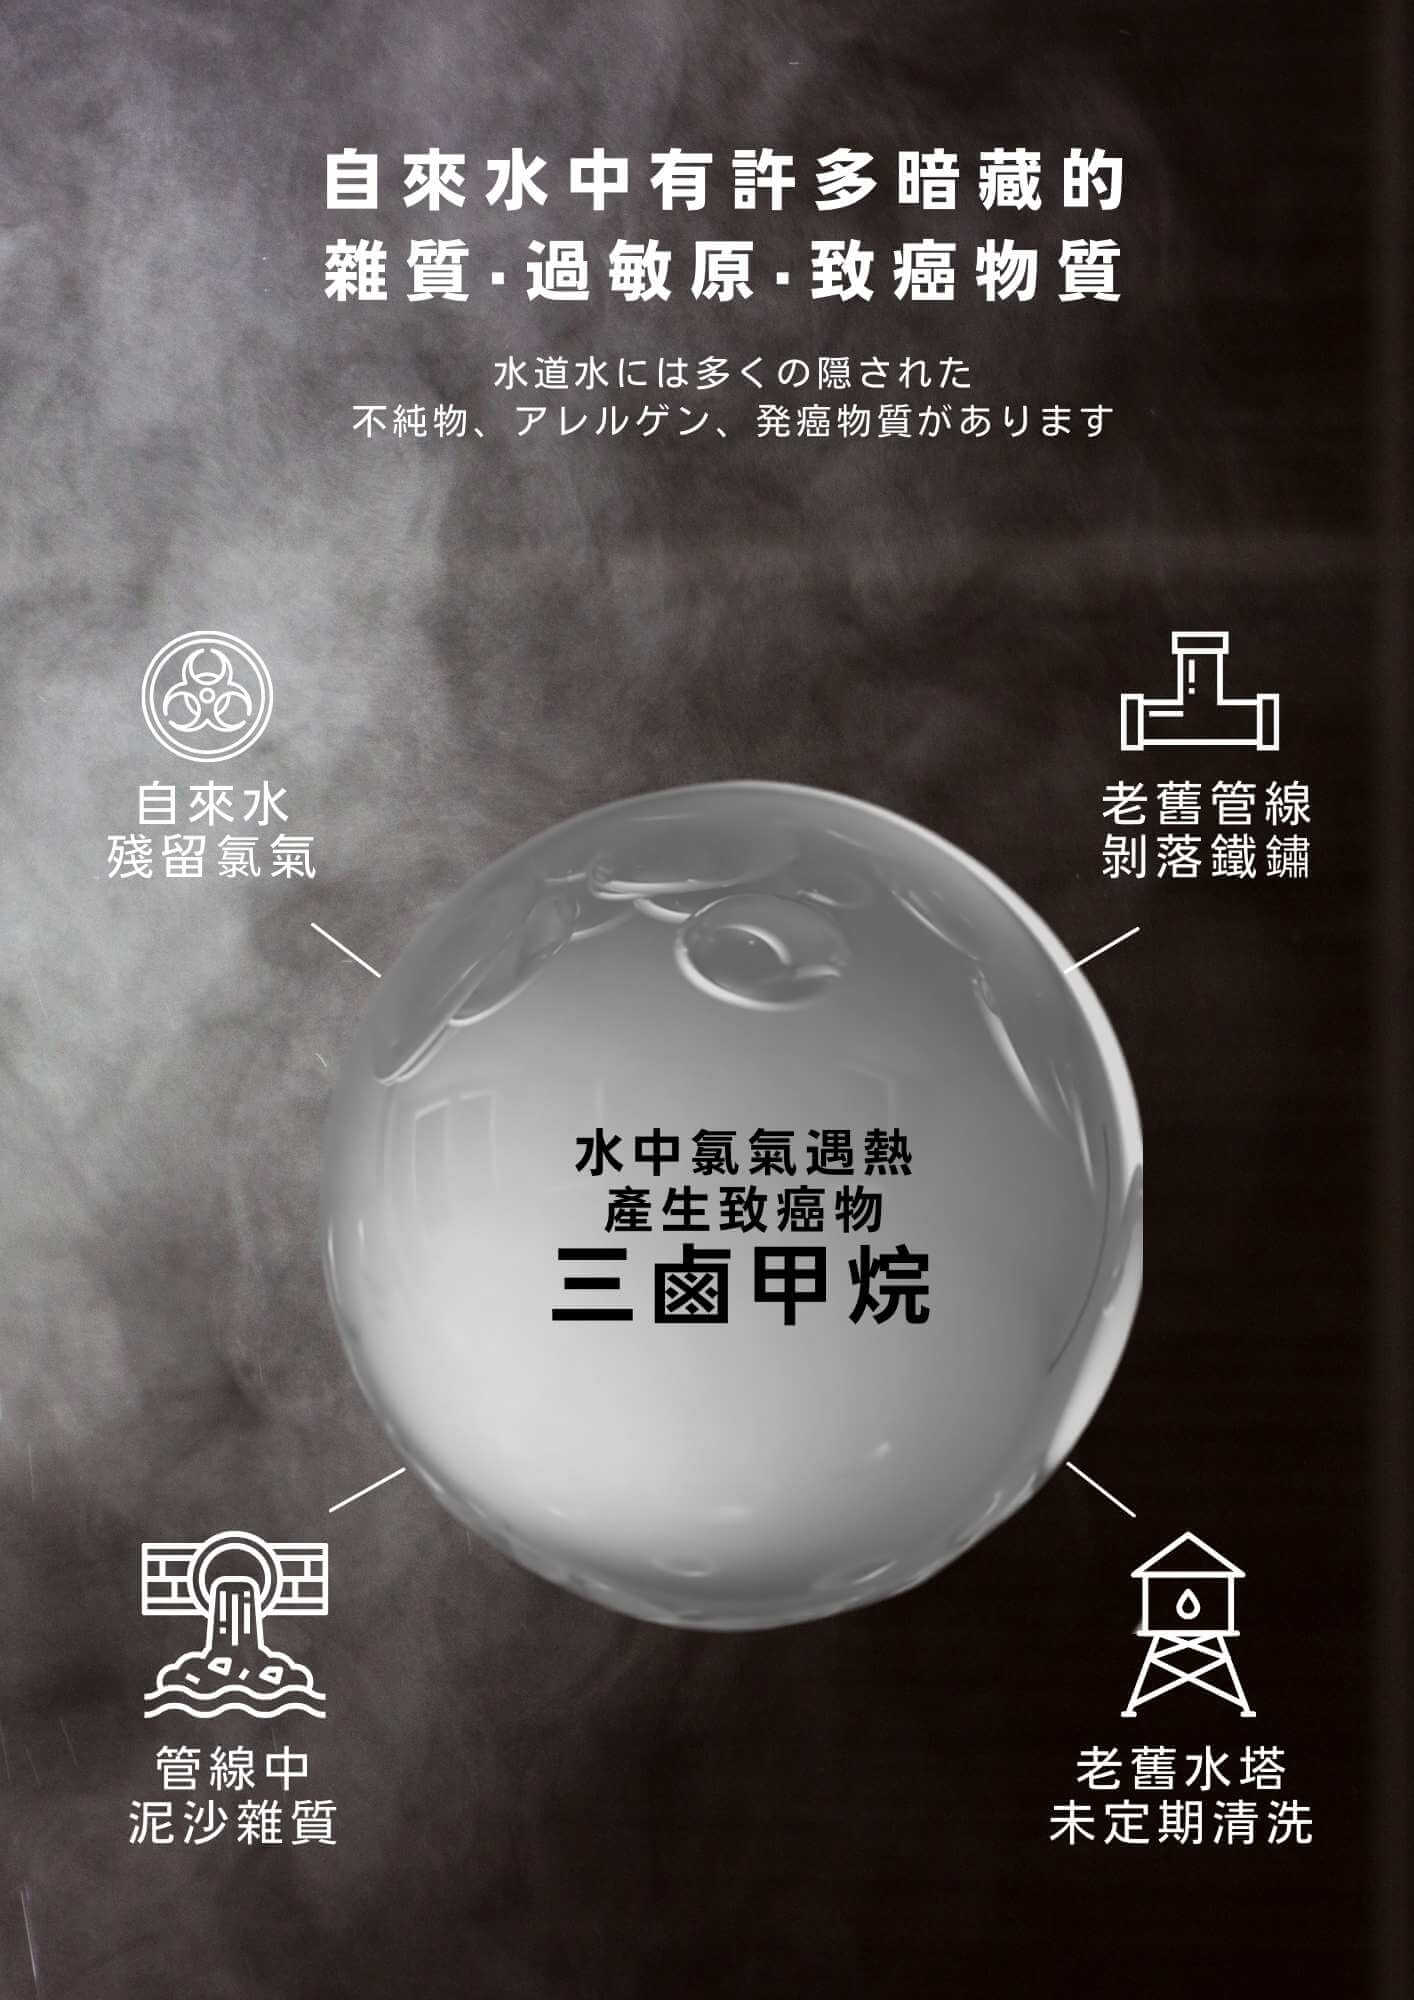 自來水中有許多暗藏的
雜質·過敏原·致癌物質
水道水には多くの隠された
不純物、アレルゲン、発癌物質があります
自來水
殘留氯氣
老舊管線
剝落鐵鏽
水中氯氣遇熱
產生致癌物
三鹵甲烷
管線中
泥沙雜質
老舊水塔
未定期清洗